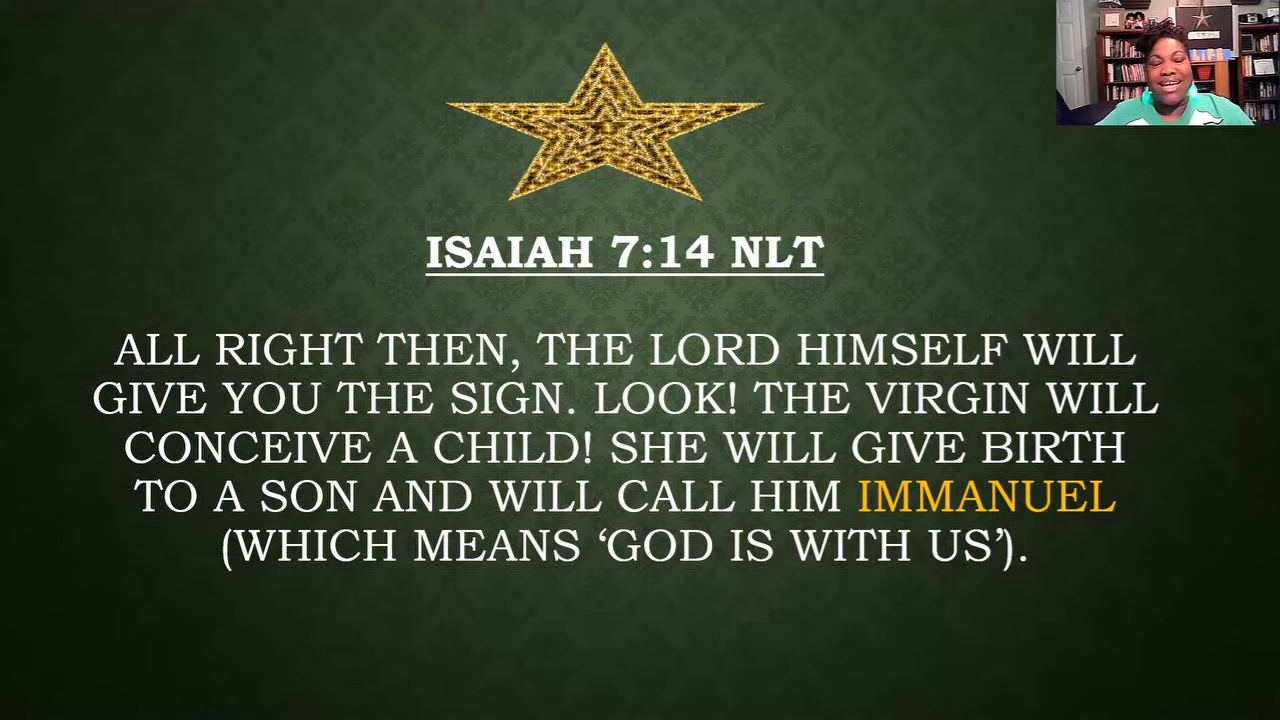 ISAIAH 7:14 NLT
ALL RIGHT THEN, THE LORD HIMSELF WILL
GIVE YOU THE SIGN. LOOK! THE VIRGIN WILL
CONCEIVE A CHILD! SHE WILL GIVE BIRTH
TO A SON AND WILL CALL HIM IMMANUEL
(WHICH MEANS ‘GOD IS WITH US’).